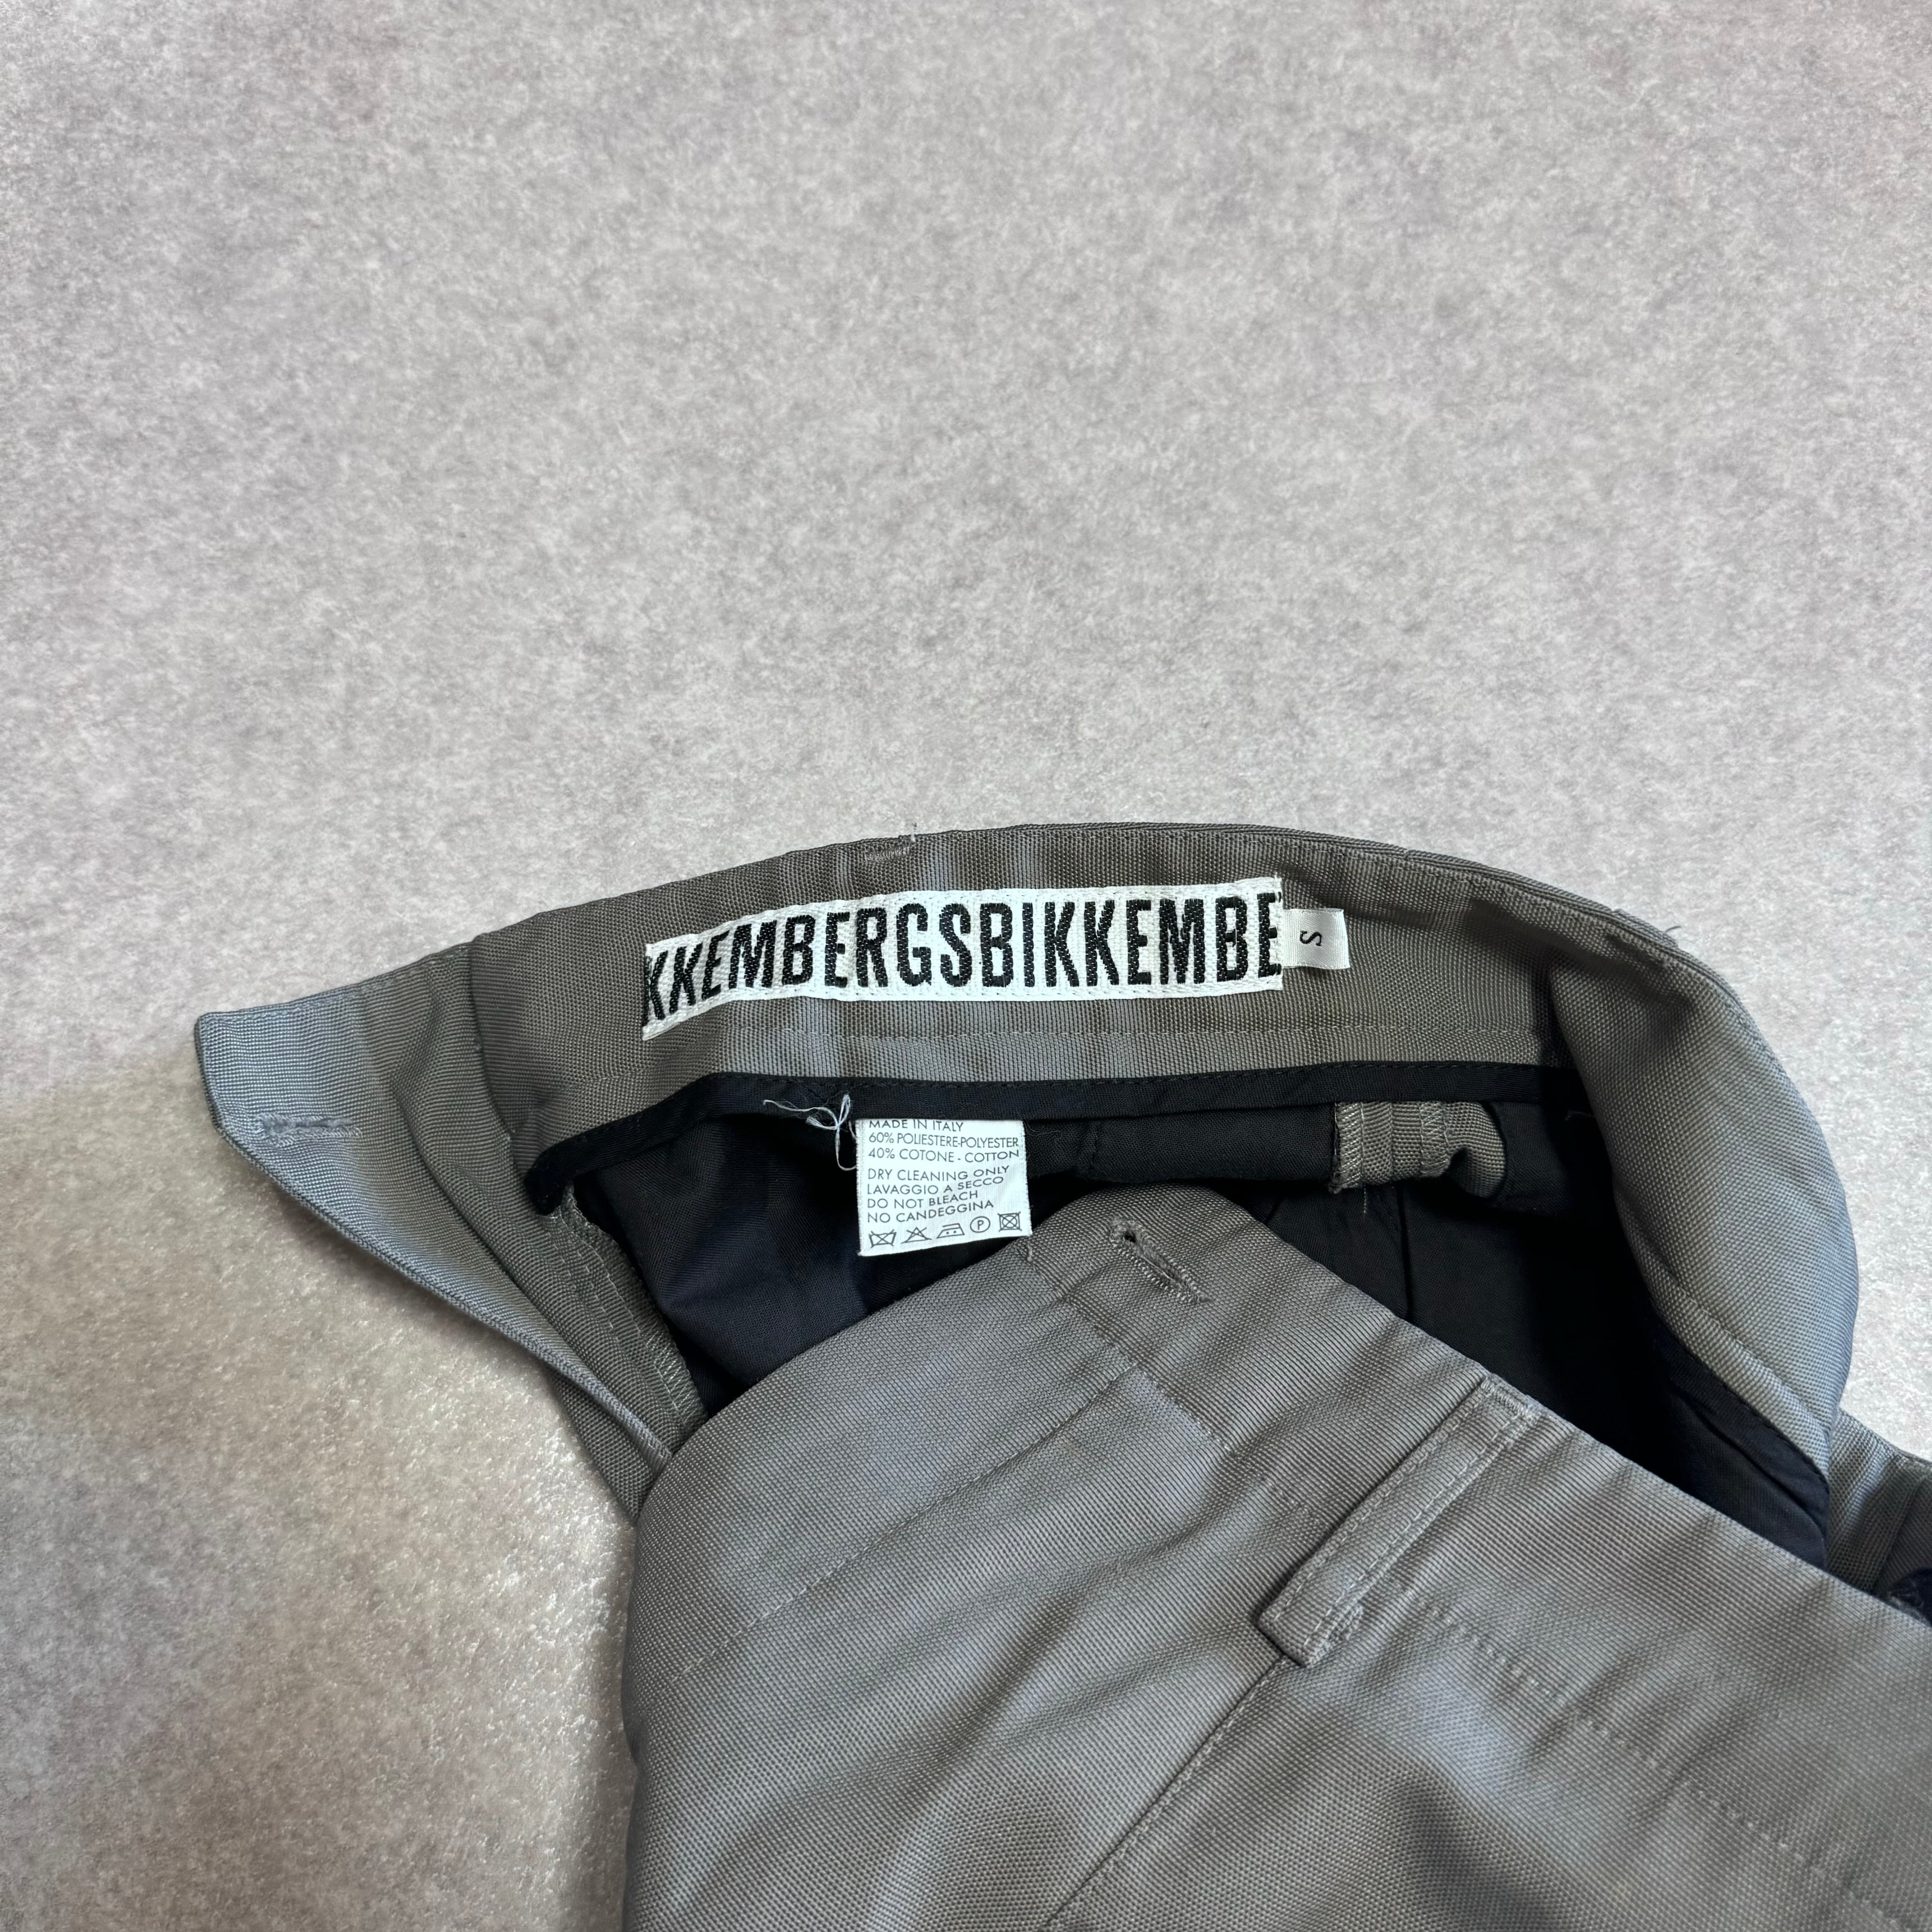 KKEMBERGSBIKKEMBE
S
MADE IN ITALY
60% POLIESTERE-POLYESTER
40% COTONE - COTTON
DRY CLEANING ONLY
LAVAGGIO A SECCO
DO NOT BLEACH
NO CANDEGGINA
P